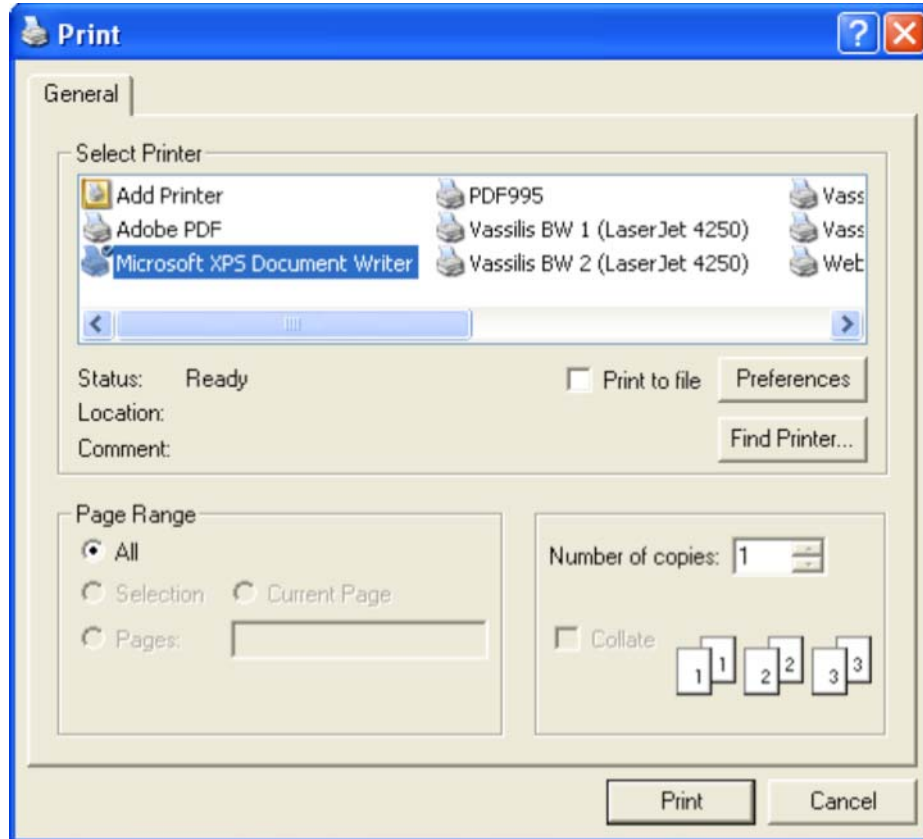 Print
General
Select Printer
Add Printer
Adobe PDF
Microsoft XPS Document Writer
PDF995
Vassilis BW 1 (LaserJet 4250)
Vassilis BW 2 (LaserJet 4250)
Vass
Vass
Web
Status: Ready
Location:
Comment:
Print to file
Preferences
Find Printer...
Page Range
All
Selection Current Page
Pages:
Number of copies: 1
Collate
1 1 2 2 3 3
Print Cancel